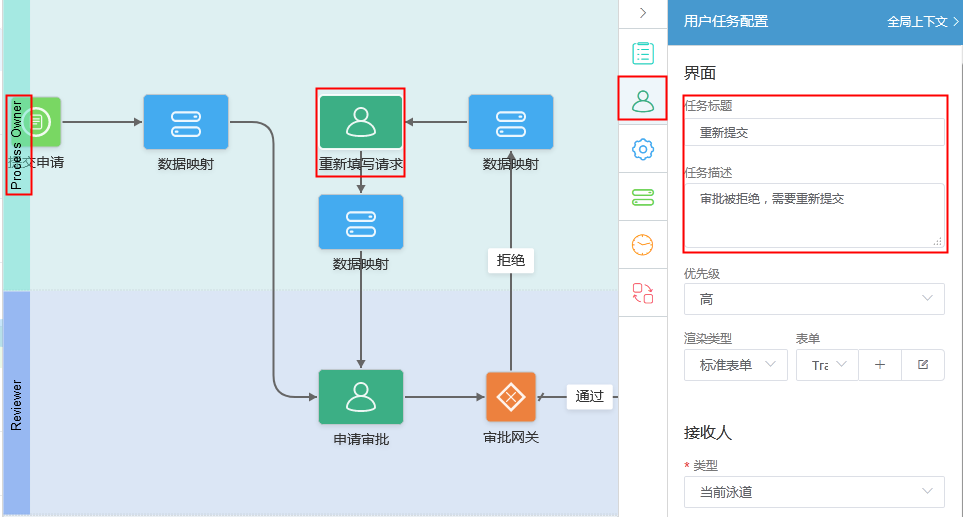 Process Owner
提交申请
数据映射
重新填写请求
数据映射
数据映射
拒绝
Reviewer
申请审批
审批网关
通过
用户任务配置
全局上下文
界面
任务标题
重新提交
任务描述
审批被拒绝，需要重新提交
优先级
高
渲染类型 表单
标准表单 Tra
接收人
* 类型
当前泳道